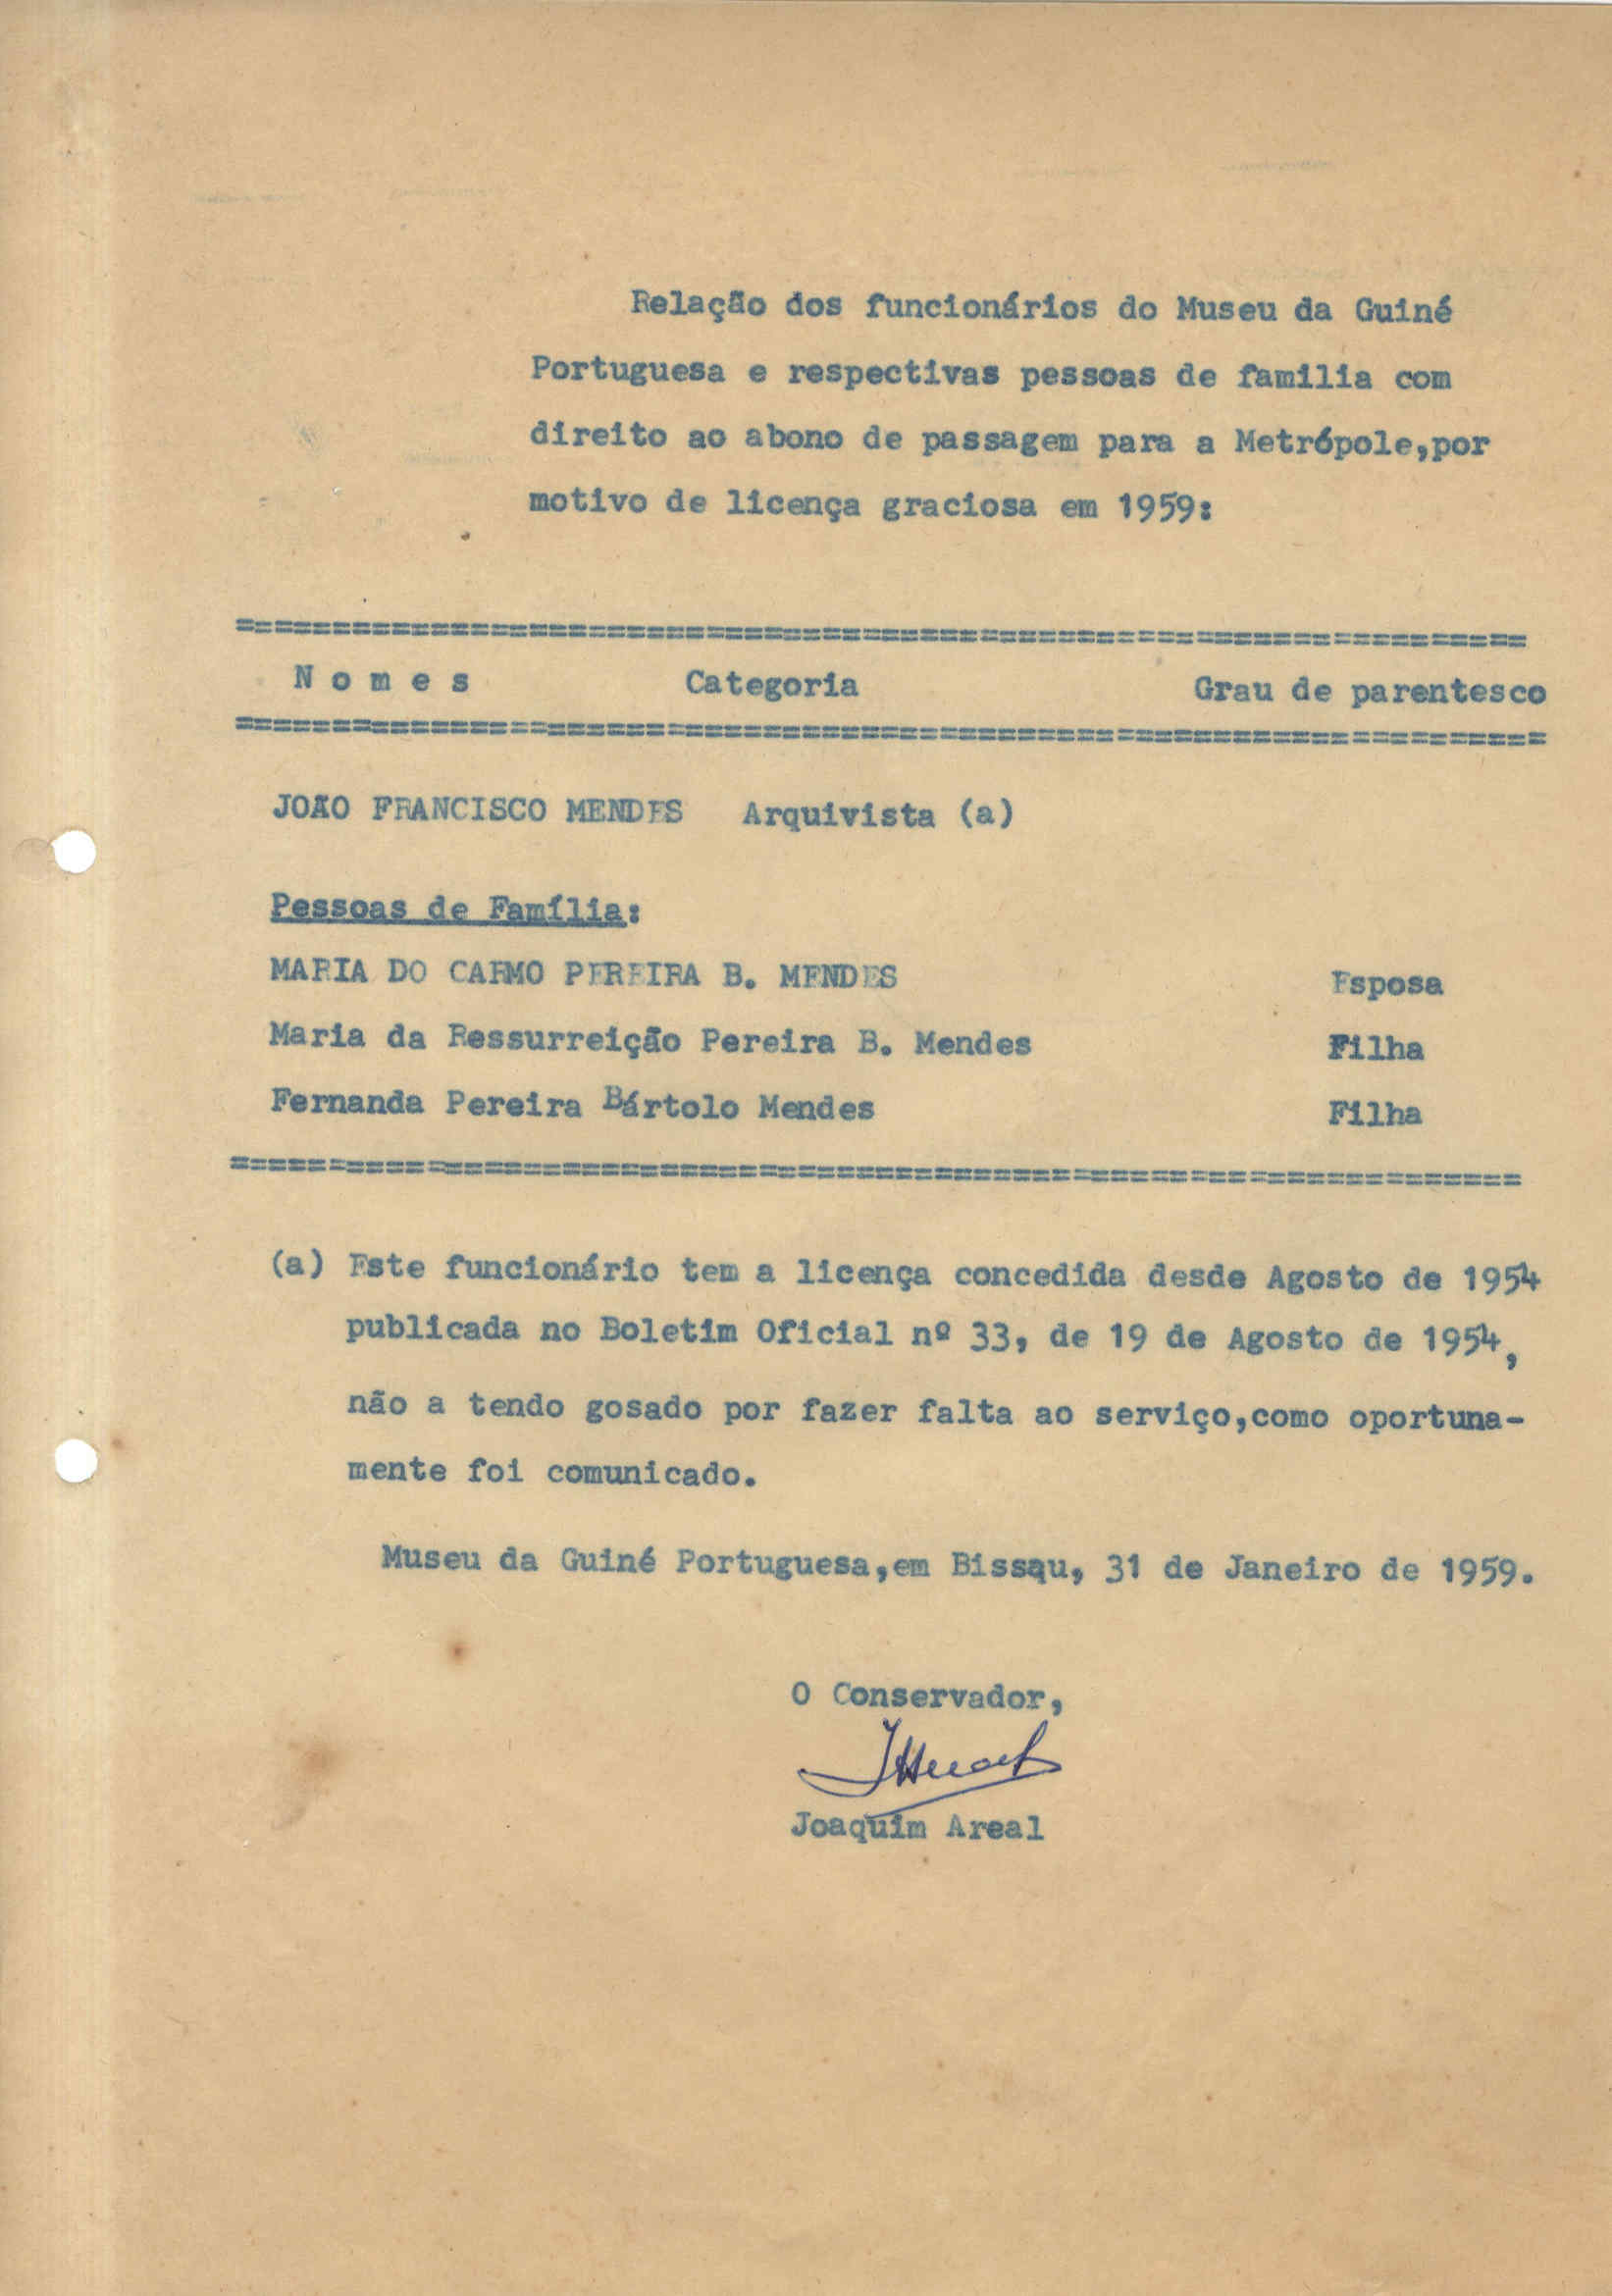 Relação dos funcionários do Museu da Guiné
Portuguesa e respectivas pessoas de familia com
direito ao abono de passagem para a Metrópole,por
motivo de licença graciosa em 1959:
==================================================================
N o m e s Categoria Grau de parentesco
===================================================================
JOÃO FRANCISCO MENDES Arquivista (a)
Pessoas de Família:
MARIA DO CARMO PEREIRA B. MENDES Esposa
Maria da Ressurreição Pereira B. Mendes Filha
Fernanda Pereira Bártolo Mendes Filha
==================================================================
(a) Este funcionário tem a licença concedida desde Agosto de 1954
publicada no Boletim Oficial nº 33, de 19 de Agosto de 1954,
não a tendo gosado por fazer falta ao serviço,como oportuna-
mente foi comunicado.
Museu da Guiné Portuguesa,em Bissau, 31 de Janeiro de 1959.
O Conservador,
Joaquim Areal